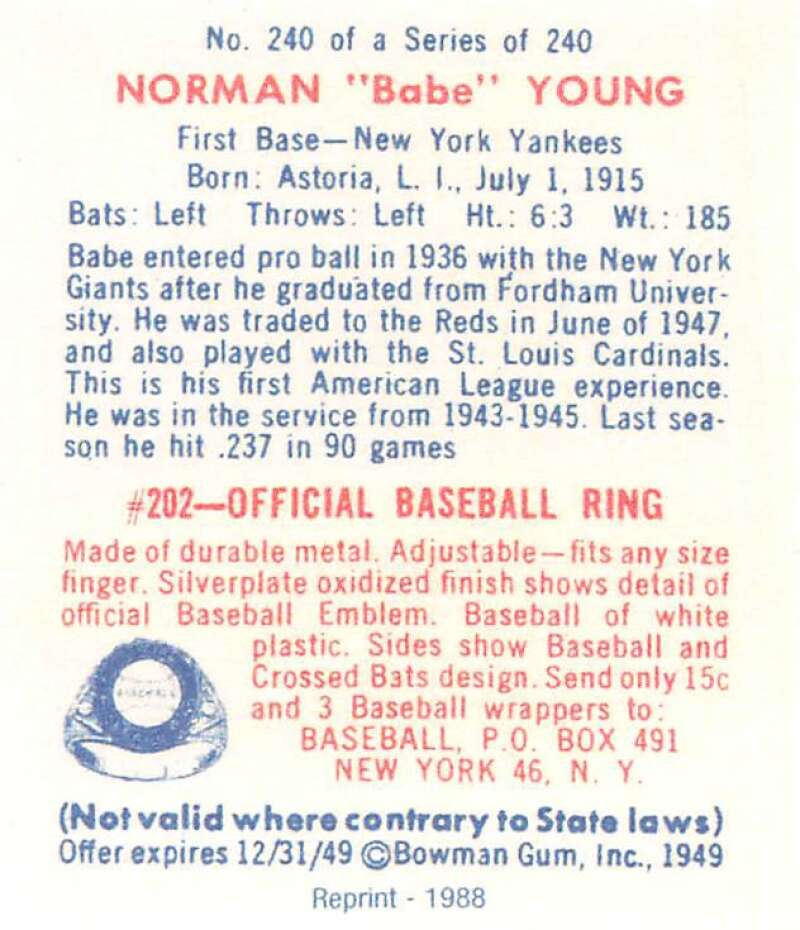 No. 240 of a Series of 240
NORMAN "Babe" YOUNG
First Base—New York Yankees
Born: Astoria, L. I., July 1, 1915
Bats: Left Throws: Left Ht.: 6:3 Wt.: 185
Babe entered pro ball in 1936 with the New York
Giants after he graduated from Fordham Univer-
sity. He was traded to the Reds in June of 1947,
and also played with the St. Louis Cardinals.
This is his first American League experience.
He was in the service from 1943-1945. Last sea-
son he hit .237 in 90 games
#202—OFFICIAL BASEBALL RING
Made of durable metal. Adjustable—fits any size
finger. Silverplate oxidized finish shows detail of
official Baseball Emblem. Baseball of white
plastic. Sides show Baseball and
Crossed Bats design. Send only 15c
and 3 Baseball wrappers to:
BASEBALL, P.O. BOX 491
NEW YORK 46, N. Y.
(Not valid where contrary to State laws)
Offer expires 12/31/49 ©Bowman Gum, Inc., 1949
Reprint - 1988